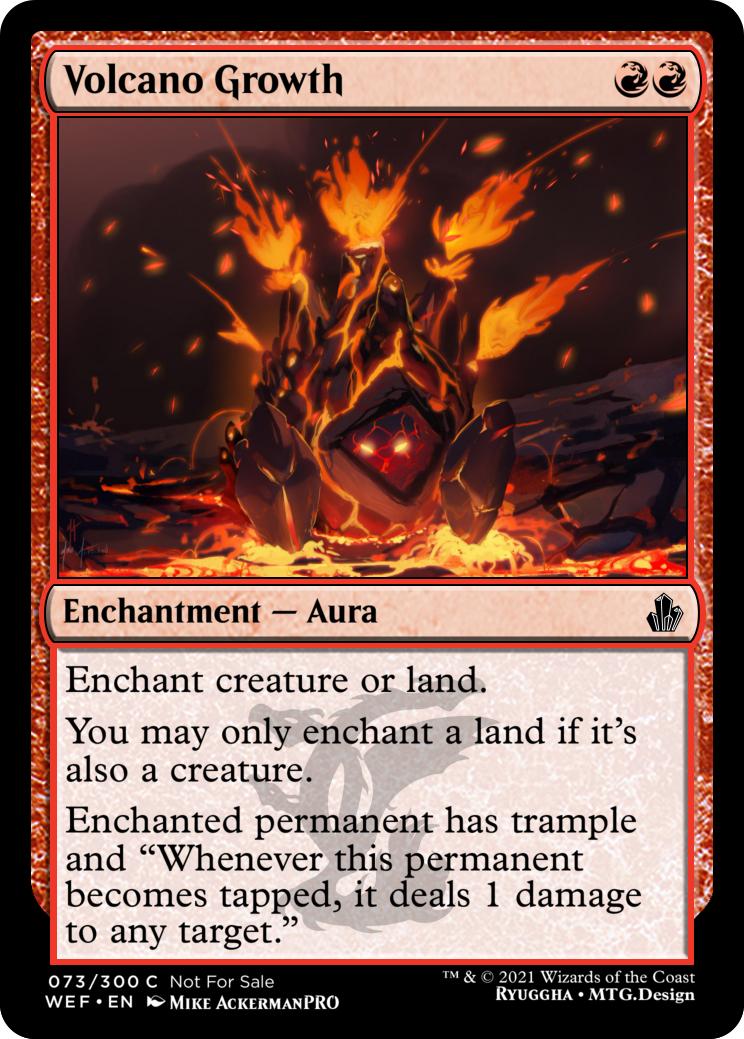 Volcano Growth
Enchantment — Aura
Enchant creature or land.
You may only enchant a land if it's
also a creature.
Enchanted permanent has trample
and “Whenever this permanent
becomes tapped, it deals 1 damage
to any target.”
073/300 C Not For Sale
WEF • EN Mike AckermanPRO
™ & © 2021 Wizards of the Coast
Ryuggha • MTG.Design